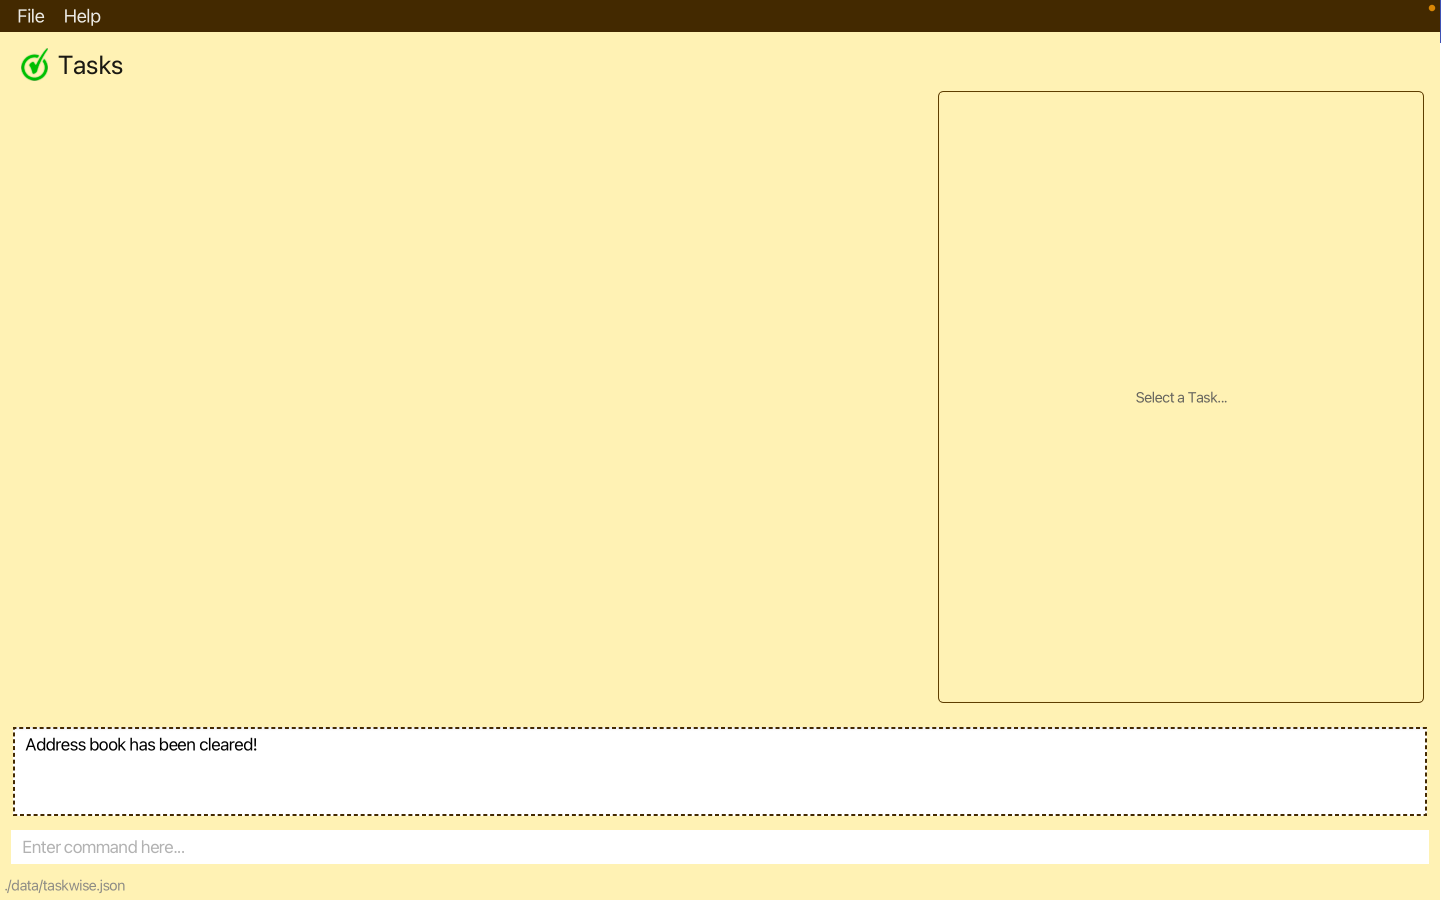 File Help
Tasks
Select a Task...
Address book has been cleared!
Enter command here...
./data/taskwise.json